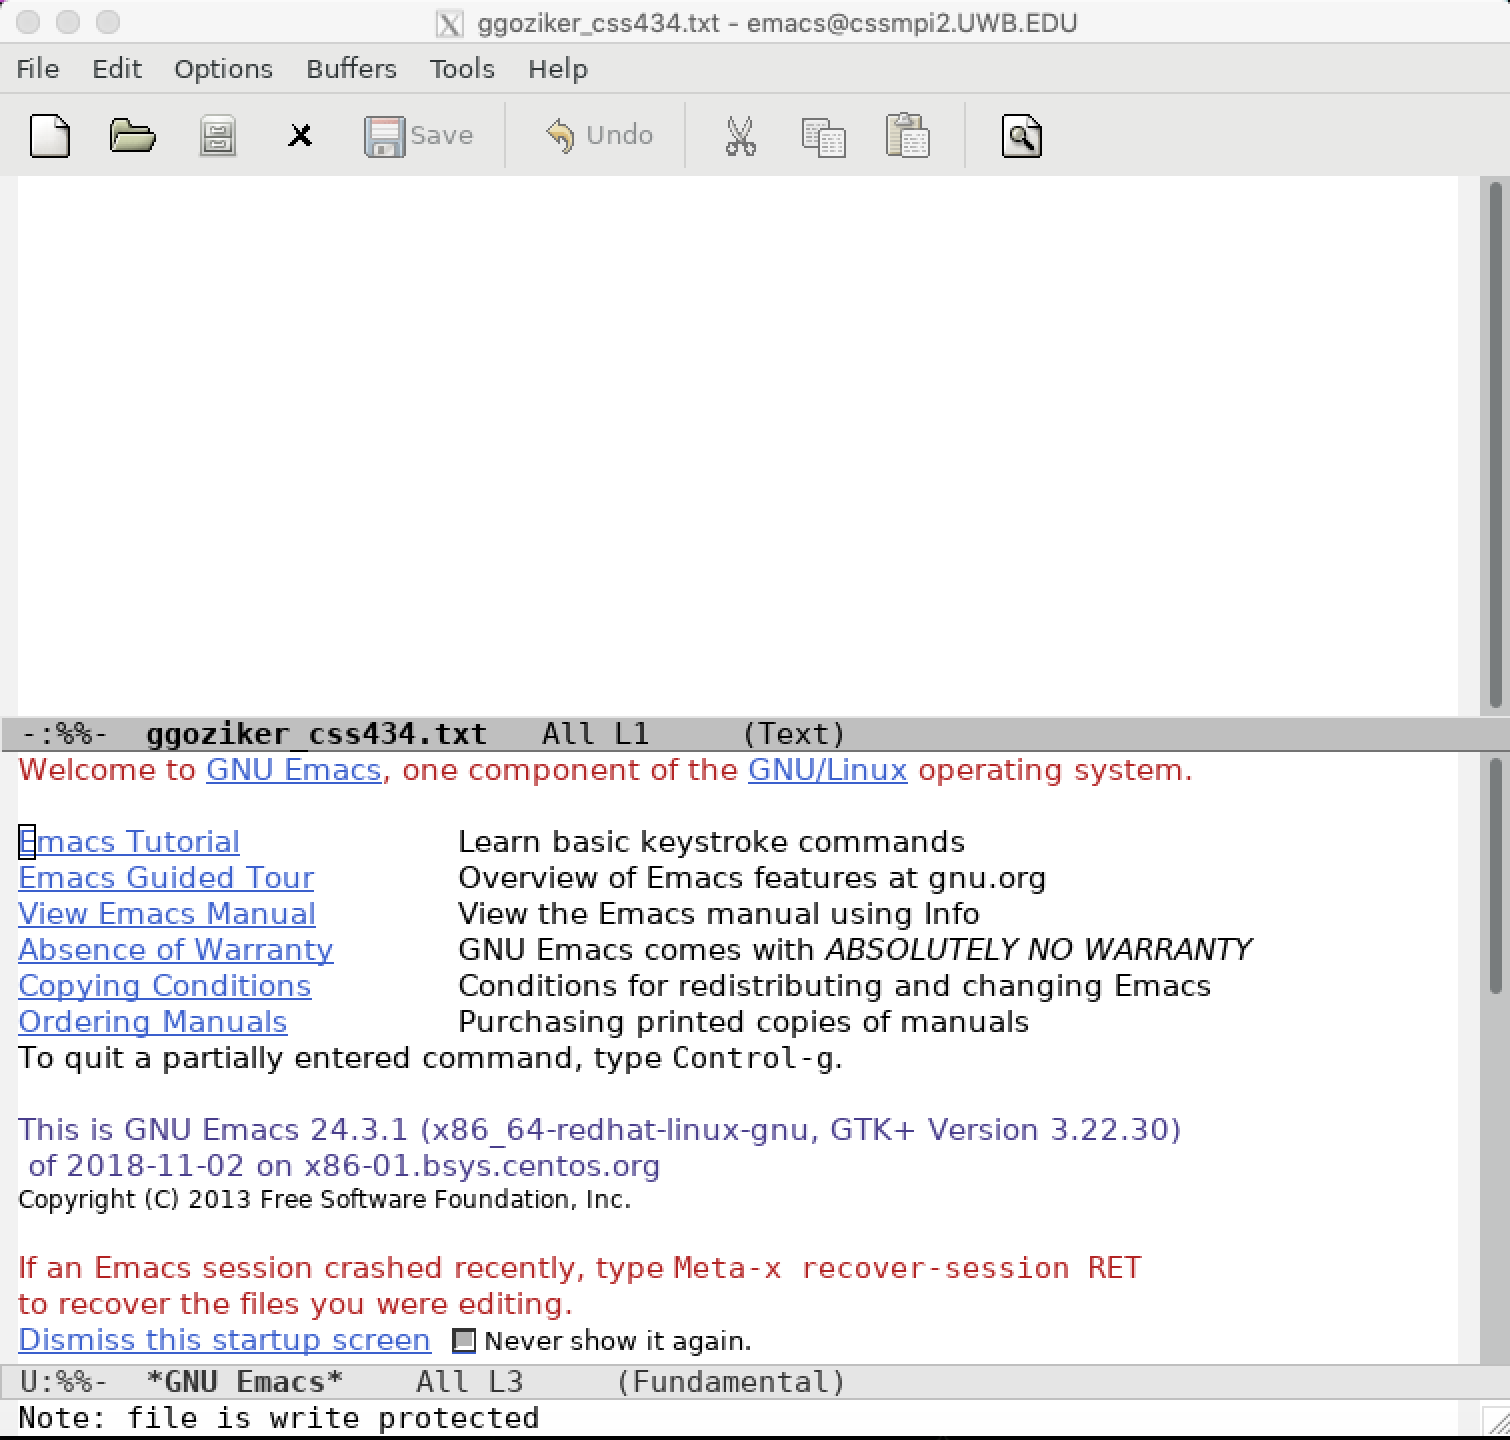 ggoziker_css434.txt - emacs@cssmpi2.UWB.EDU
File Edit Options Buffers Tools Help
Save Undo
-:%%-  ggoziker_css434.txt   All L1     (Text)
Welcome to GNU Emacs, one component of the GNU/Linux operating system.
Emacs Tutorial Learn basic keystroke commands
Emacs Guided Tour Overview of Emacs features at gnu.org
View Emacs Manual View the Emacs manual using Info
Absence of Warranty GNU Emacs comes with ABSOLUTELY NO WARRANTY
Copying Conditions Conditions for redistributing and changing Emacs
Ordering Manuals Purchasing printed copies of manuals
To quit a partially entered command, type Control-g.
This is GNU Emacs 24.3.1 (x86_64-redhat-linux-gnu, GTK+ Version 3.22.30)
of 2018-11-02 on x86-01.bsys.centos.org
Copyright (C) 2013 Free Software Foundation, Inc.
If an Emacs session crashed recently, type Meta-x recover-session RET
to recover the files you were editing.
Dismiss this startup screen Never show it again.
U:%%-  *GNU Emacs*    All L3     (Fundamental)
Note: file is write protected